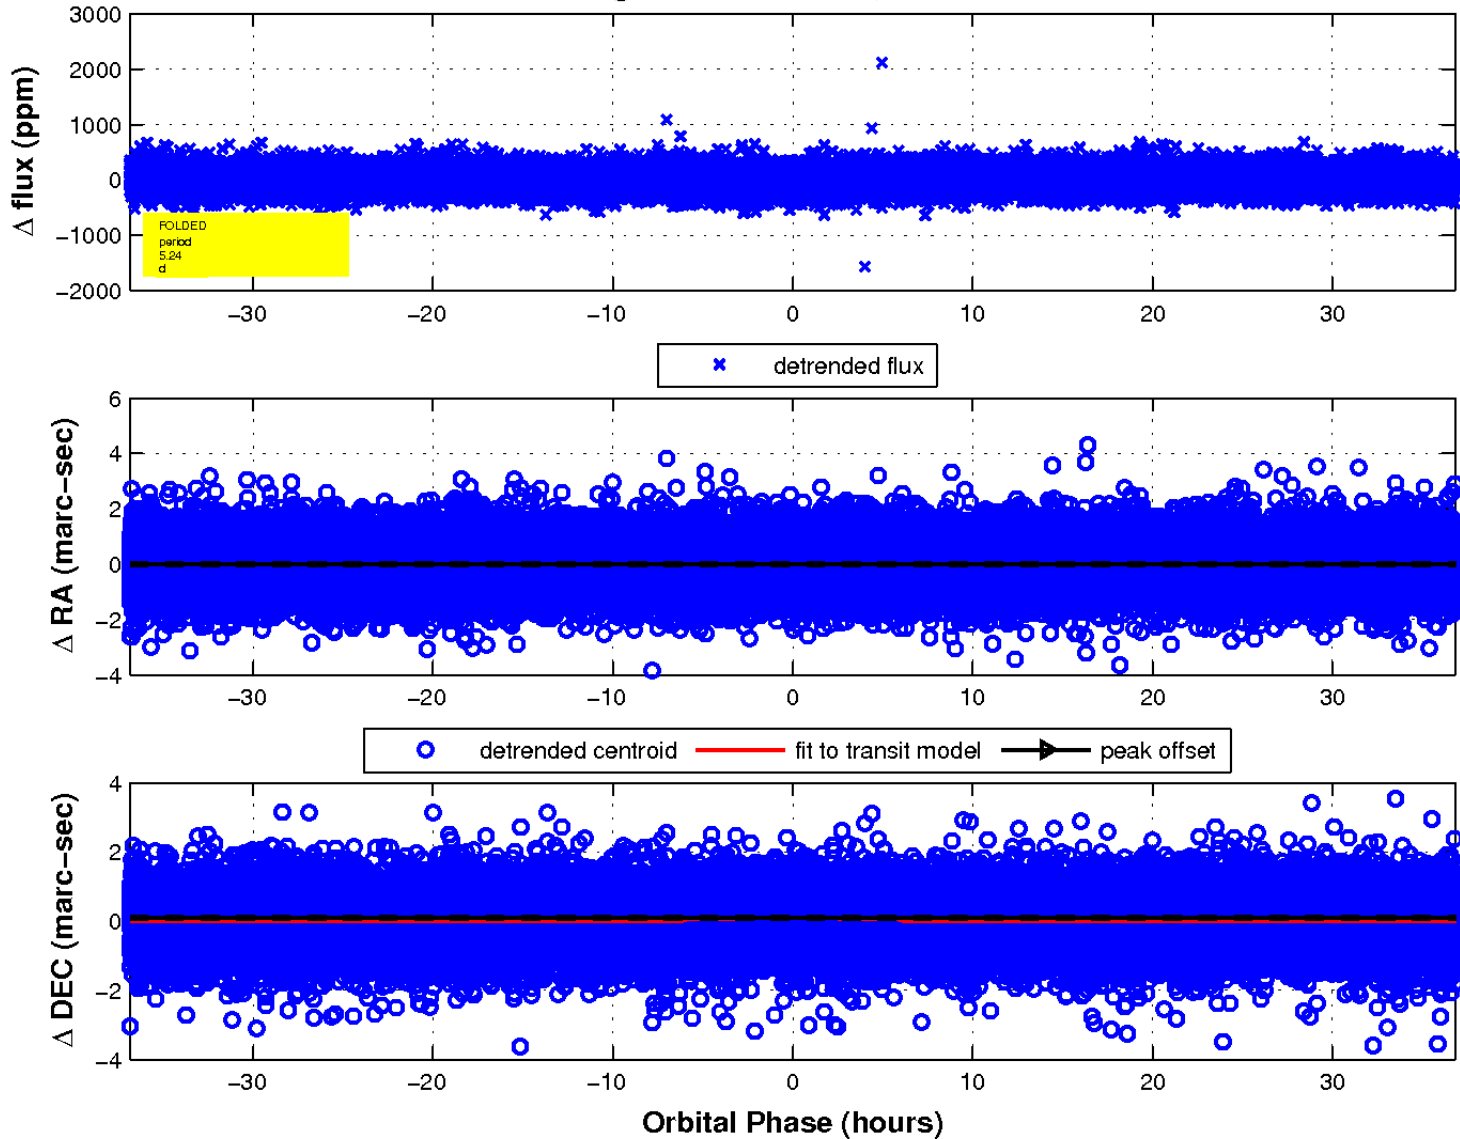 3000
2000
1000
0
−1000
−2000
Δ flux (ppm)
FOLDED
period
5.24
d
−30 −20 −10 0 10 20 30
detrended flux
6
4
2
0
−2
−4
Δ RA (marc−sec)
−30 −20 −10 0 10 20 30
detrended centroid fit to transit model peak offset
4
2
0
−2
−4
Δ DEC (marc−sec)
−30 −20 −10 0 10 20 30
Orbital Phase (hours)